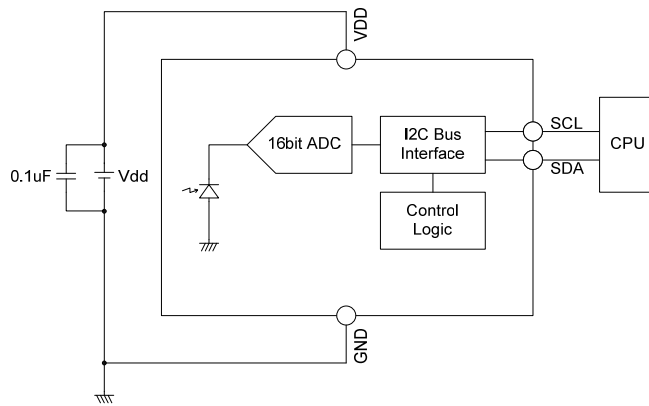 VDD
16bit ADC
I2C Bus
Interface
SCL
CPU
0.1uF
Vdd
SDA
Control
Logic
GND